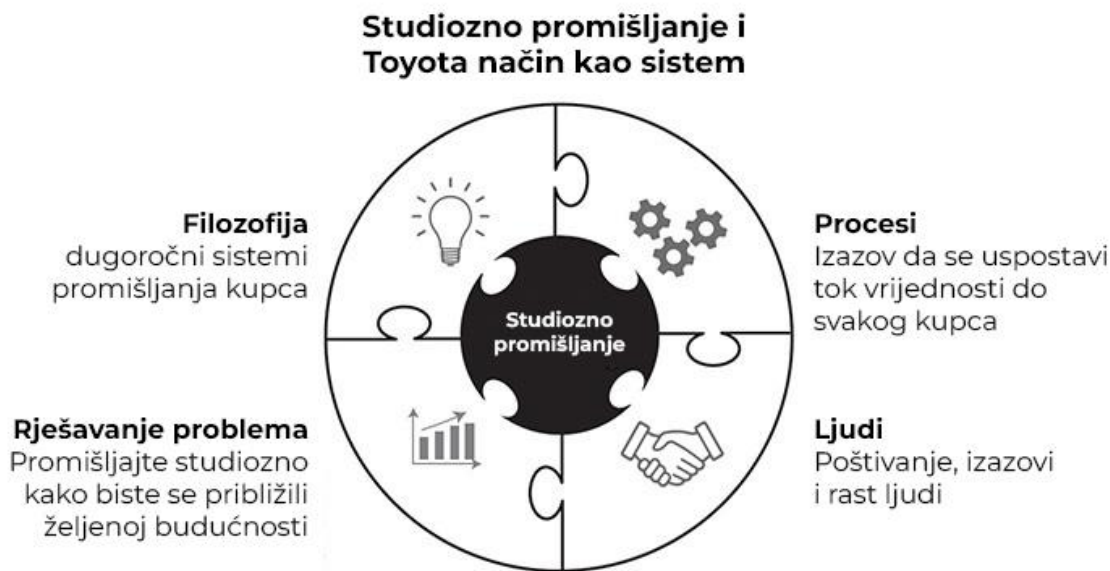 Studiozno promišljanje i
Toyota način kao sistem
Filozofija
dugoročni sistemi
promišljanja kupca
Procesi
Izazov da se uspostavi
tok vrijednosti do
svakog kupca
Studiozno
promišljanje
Rješavanje problema
Promišljajte studiozno
kako biste se približili
željenoj budućnosti
Ljudi
Poštivanje, izazovi
i rast ljudi